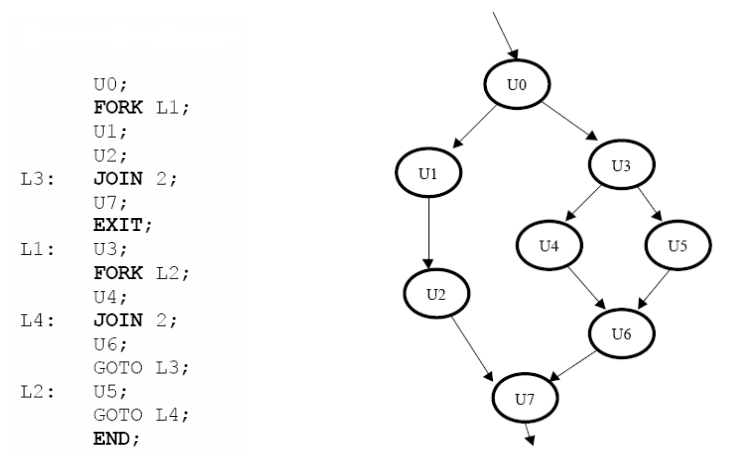 U0;
FORK L1;
U1;
U2;
L3: JOIN 2;
U7;
EXIT;
L1: U3;
FORK L2;
U4;
L4: JOIN 2;
U6;
GOTO L3;
L2: U5;
GOTO L4;
END;
U0
U1
U3
U4
U5
U2
U6
U7